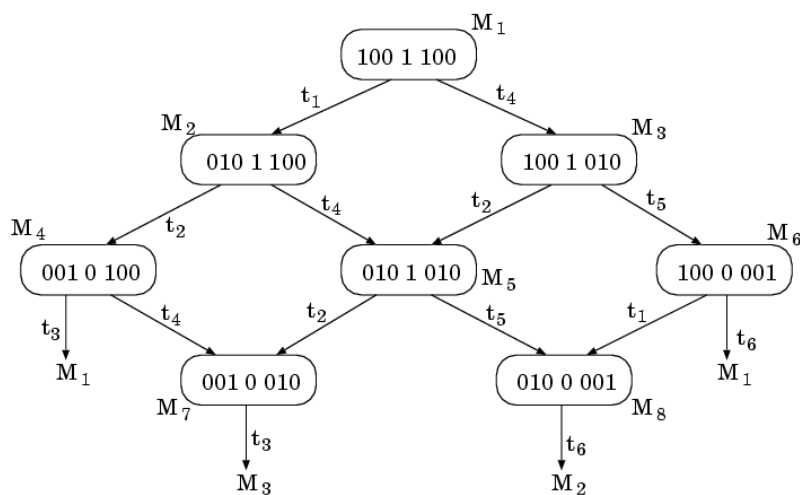 M₁
100 1 100
t₁ t₄
M₂ M₃
010 1 100 100 1 010
t₂ t₄ t₂ t₅
M₄ M₆
001 0 100 010 1 010 100 0 001
M₅
t₃ t₄ t₂ t₅ t₁ t₆
M₁ 001 0 010 010 0 001 M₁
M₇ M₈
t₃ t₆
M₃ M₂